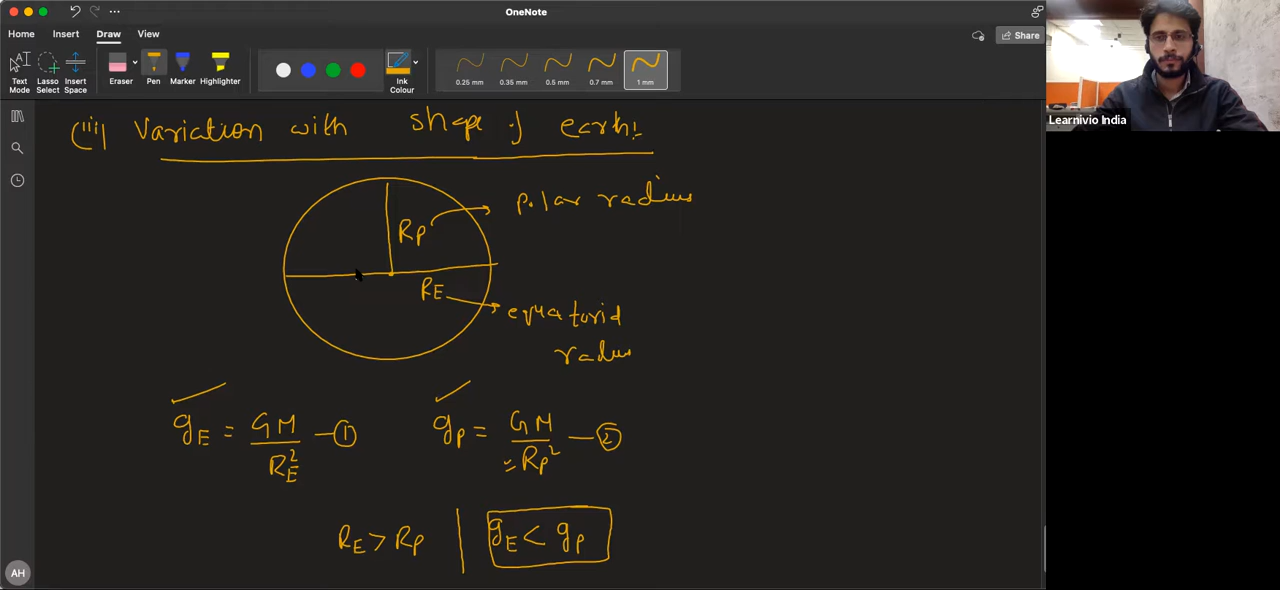 OneNote
Home Insert Draw View
Share
Text Mode
Lasso Select
Insert Space
Eraser
Pen
Marker
Highlighter
Ink Colour
0.25 mm
0.35 mm
0.5 mm
0.7 mm
1 mm
Learnivio India
(iii) Variation with shape of earth:
Rp
polar radius
RE
equatorial
radius
gE = GM/RE² —①
gp = GM/Rp² —②
RE > Rp | gE < gp
AH